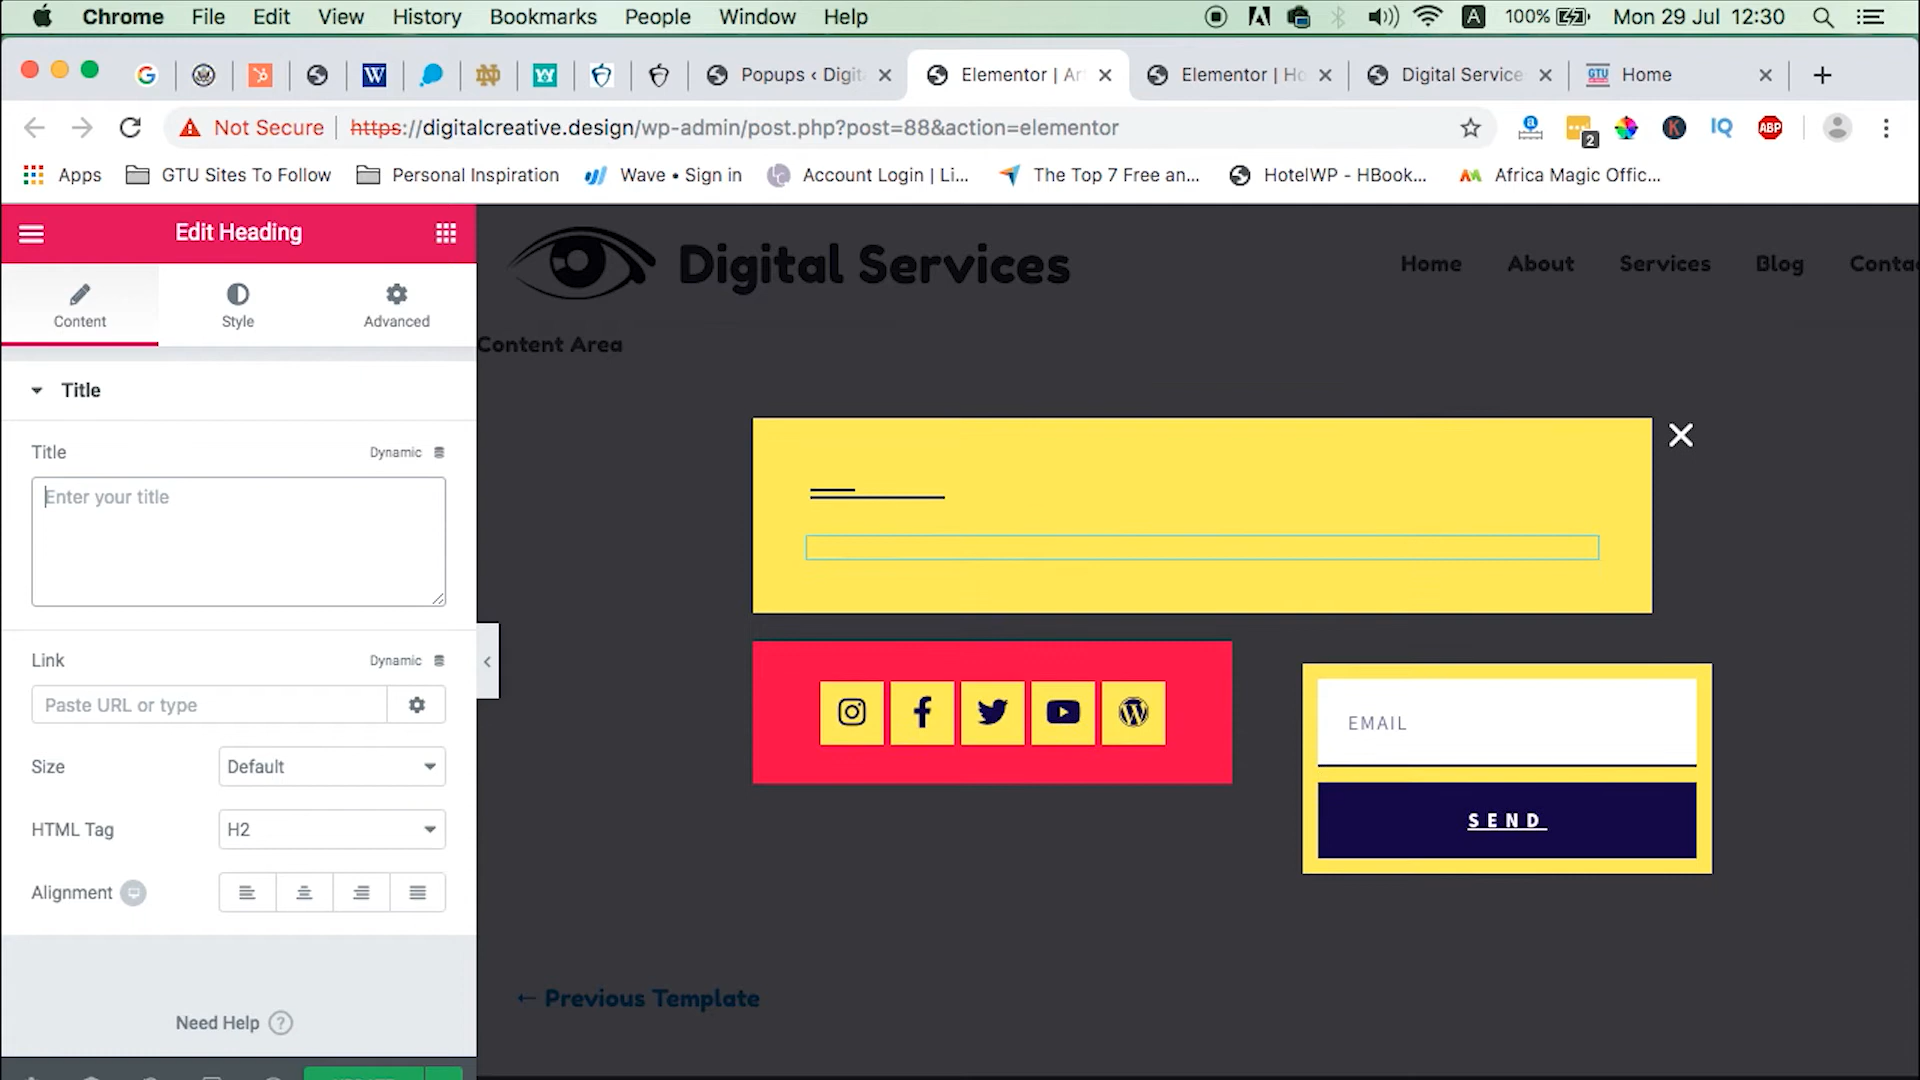 Chrome File Edit View History Bookmarks People Window Help 100% Mon 29 Jul 12:30
Popups ‹ Digit Elementor | Ar Elementor | Ho Digital Service GTU Home
Not Secure https://digitalcreative.design/wp-admin/post.php?post=88&action=elementor 2 IQ ABP
Apps GTU Sites To Follow Personal Inspiration Wave • Sign in Account Login | Li... The Top 7 Free an... HotelWP - HBook... Africa Magic Offic...
Edit Heading
Content Style Advanced
Title
Title Dynamic
Enter your title
Link Dynamic
Paste URL or type
Size Default
HTML Tag H2
Alignment
Need Help ?
Digital Services
Home About Services Blog Contac
Content Area
EMAIL
SEND
← Previous Template